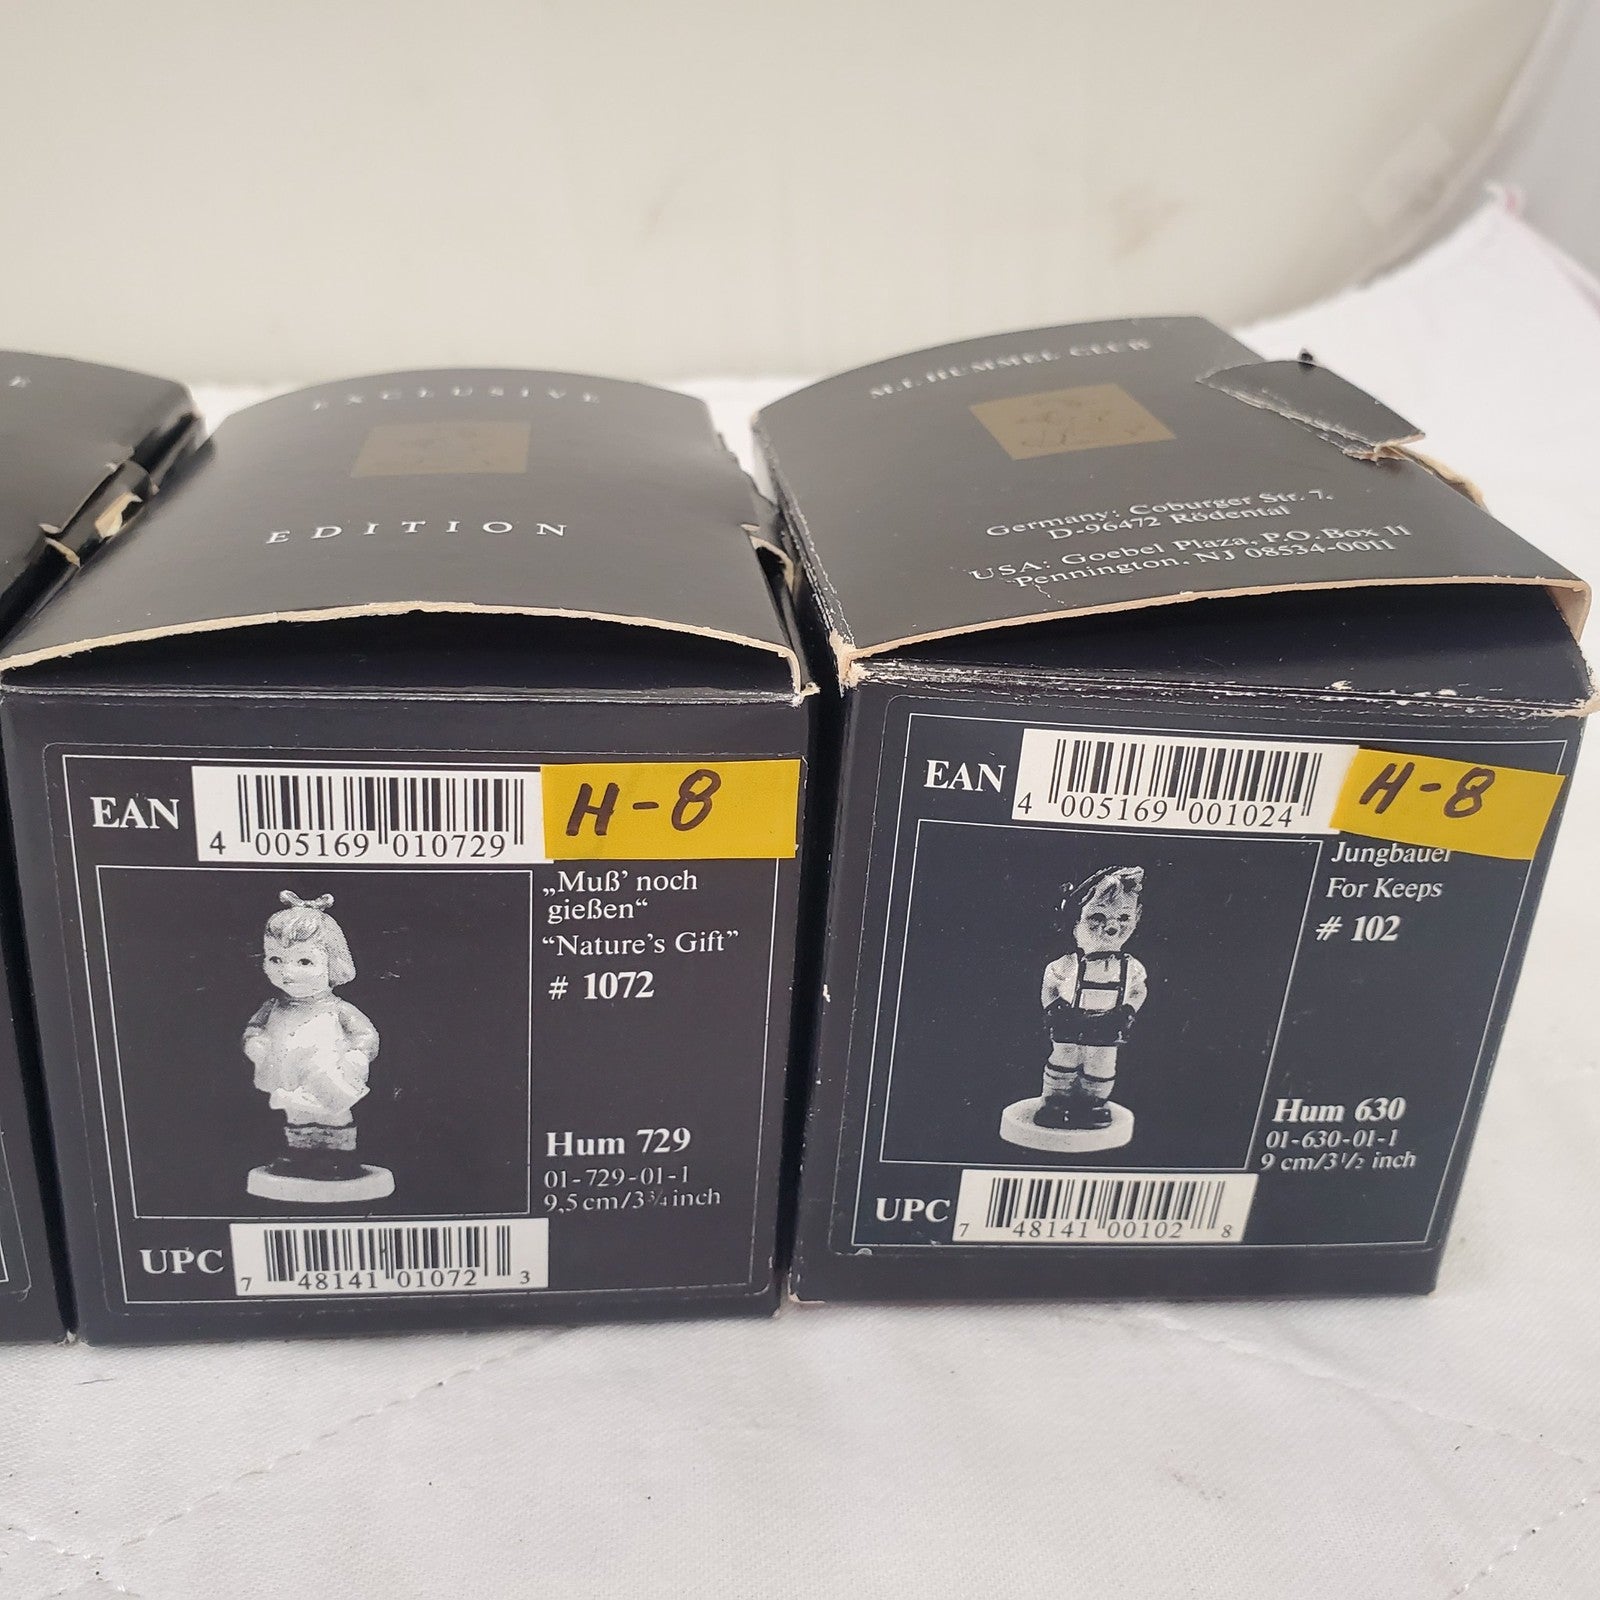 E
EXCLUSIVE
EDITION
EAN
4 005169 010729
H-8
„Muß’ noch
gießen“
“Nature’s Gift”
# 1072
Hum 729
01-729-01-1
9,5 cm/3¾ inch
UPC
7 48141 01072 3
M.I. HUMMEL CLUB
Germany: Coburger Str. 7,
D-96472 Rödental
USA: Goebel Plaza, P.O. Box 11
Pennington, NJ 08534-0011
EAN
4 005169 001024
H-8
Jungbauer
For Keeps
# 102
Hum 630
01-630-01-1
9 cm/3½ inch
UPC
7 48141 00102 8